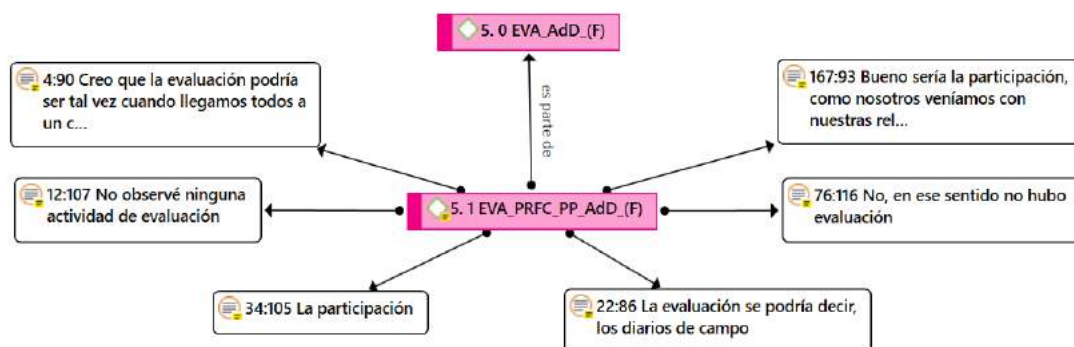 5. 0 EVA_AdD_(F)
4:90 Creo que la evaluación podría
ser tal vez cuando llegamos todos a
un c...
167:93 Bueno sería la participación,
como nosotros veníamos con
nuestras rel...
es parte de
12:107 No observé ninguna
actividad de evaluación
5. 1 EVA_PRFC_PP_AdD_(F)
76:116 No, en ese sentido no hubo
evaluación
34:105 La participación
22:86 La evaluación se podría decir,
los diarios de campo